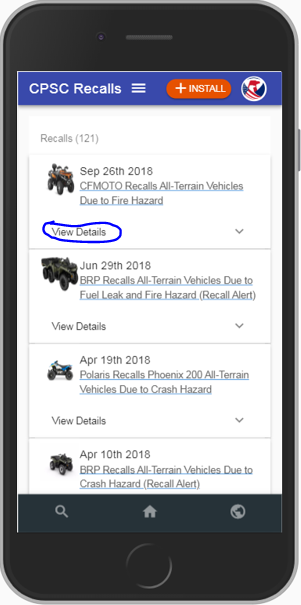 CPSC Recalls
INSTALL
Recalls (121)
Sep 26th 2018
CFMOTO Recalls All-Terrain Vehicles
Due to Fire Hazard
View Details
Jun 29th 2018
BRP Recalls All-Terrain Vehicles Due to
Fuel Leak and Fire Hazard (Recall Alert)
View Details
Apr 19th 2018
Polaris Recalls Phoenix 200 All-Terrain
Vehicles Due to Crash Hazard
View Details
Apr 10th 2018
BRP Recalls All-Terrain Vehicles Due to
Crash Hazard (Recall Alert)